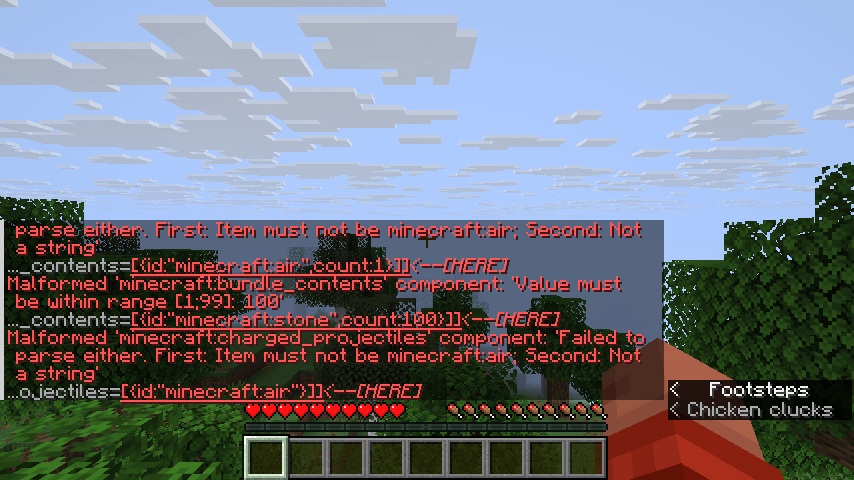 parse either. First: Item must not be minecraft:air; Second: Not
a string'
..._contents=[{id:"minecraft:air",count:1}]]<--[HERE]
Malformed 'minecraft:bundle_contents' component: 'Value must
be within range [1;99]: 100'
..._contents=[{id:"minecraft:stone",count:100}]]<--[HERE]
Malformed 'minecraft:charged_projectiles' component: 'Failed to
parse either. First: Item must not be minecraft:air; Second: Not
a string'
...ojectiles=[{id:"minecraft:air"}]]<--[HERE]
< Footsteps
< Chicken clucks